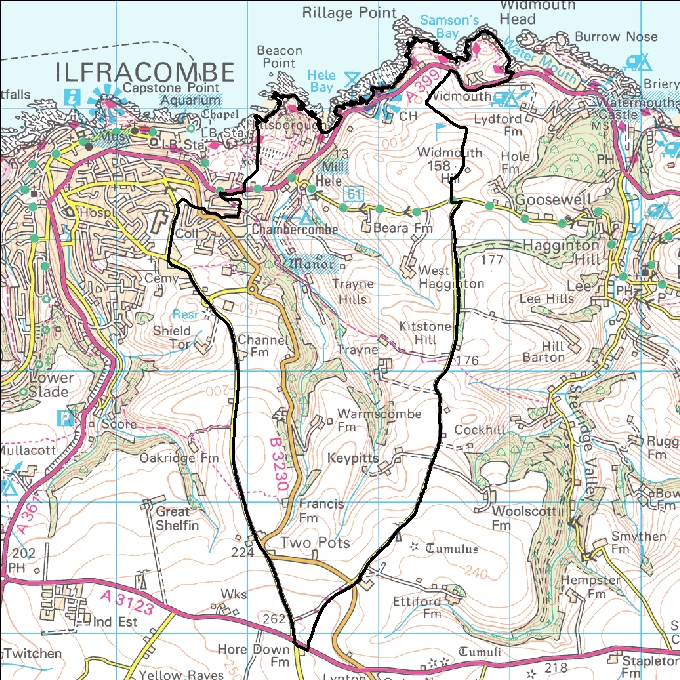 Rillage Point
Widmouth
Head
Samson's
Bay
Burrow Nose
Beacon
Point
Water Mouth
ILFRACOMBE
Hele
Bay
A 399
Briery
tfalls
Capstone Point
Aquarium
Widmouth
Watermouth
Castle
Chapel
CH
Lydford
Fm
MS
LB Sta
LB Sta
Mus
Mill
Hele
Widmouth
158
Hole
Fm
PH
Hospl
51
Goosewell
Coll
Chambercombe
Beara Fm
Hagginton
Hill
Manor
177
Cemy
Trayne
Hills
West
Hagginton
Lee
Lee Hills
P
PH
Resr
Shield
Tor
Channel
Fm
Kitstone
Hill
Trayne
176
Hill
Barton
Lower
Slade
Sterridge Valley
P
Score
Warmscombe
Fm
Cockhill
Mullacott
Oakridge Fm
B 3230
Keypitts
Rugg
Fm
A 361
Great
Shelfin
Francis
Fm
Woolscott
Fm
Bow
Fm
202
PH
224
Two Pots
Tumulus
Smythen
Fm
240
Hempster
Fm
A 3123
Wks
262
Ettiford
Fm
Ind Est
Hore Down
Fm
Tumuli
218
Stapleton
Fm
Twitchen
Yellow Raves
250
Lynton